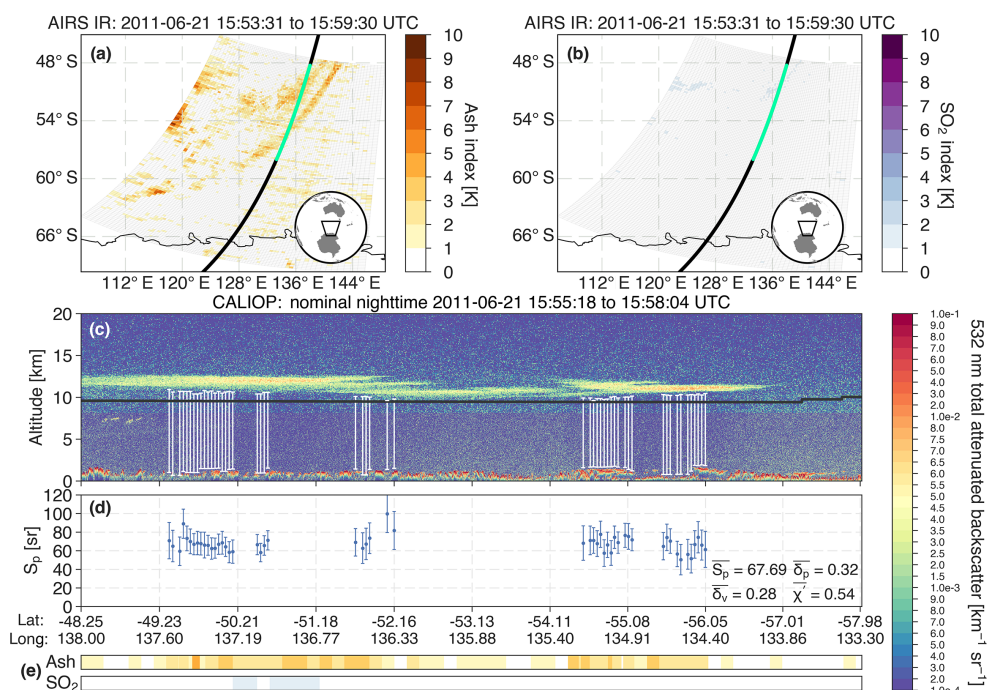 AIRS IR: 2011-06-21 15:53:31 to 15:59:30 UTC
(a)
48° S
54° S
60° S
66° S
112° E 120° E 128° E 136° E 144° E
10
9
8
7
6
5
4
3
2
1
0
Ash index [K]
AIRS IR: 2011-06-21 15:53:31 to 15:59:30 UTC
(b)
48° S
54° S
60° S
66° S
112° E 120° E 128° E 136° E 144° E
10
9
8
7
6
5
4
3
2
1
0
SO₂ index [K]
CALIOP: nominal nighttime 2011-06-21 15:55:18 to 15:58:04 UTC
(c)
20
15
10
5
0
Altitude [km]
1.0e-1
9.0
8.0
7.0
6.0
5.0
4.0
3.0
2.0
1.0e-2
8.0
7.0
6.5
6.0
5.5
5.0
4.5
4.0
3.5
3.0
2.5
2.0
1.5
1.0e-3
9.0
8.0
7.0
6.0
5.0
4.0
3.0
2.0
1.0e-4
532 nm total attenuated backscatter [km⁻¹ sr⁻¹]
(d)
120
100
80
60
40
20
0
Sₚ [sr]
S̅ₚ = 67.69 δ̅ₚ = 0.32
δ̅ᵥ = 0.28 χ̅′ = 0.54
Lat: -48.25 -49.23 -50.21 -51.18 -52.16 -53.13 -54.11 -55.08 -56.05 -57.01 -57.98
Long: 138.00 137.60 137.19 136.77 136.33 135.88 135.40 134.91 134.40 133.86 133.30
(e)
Ash
SO₂